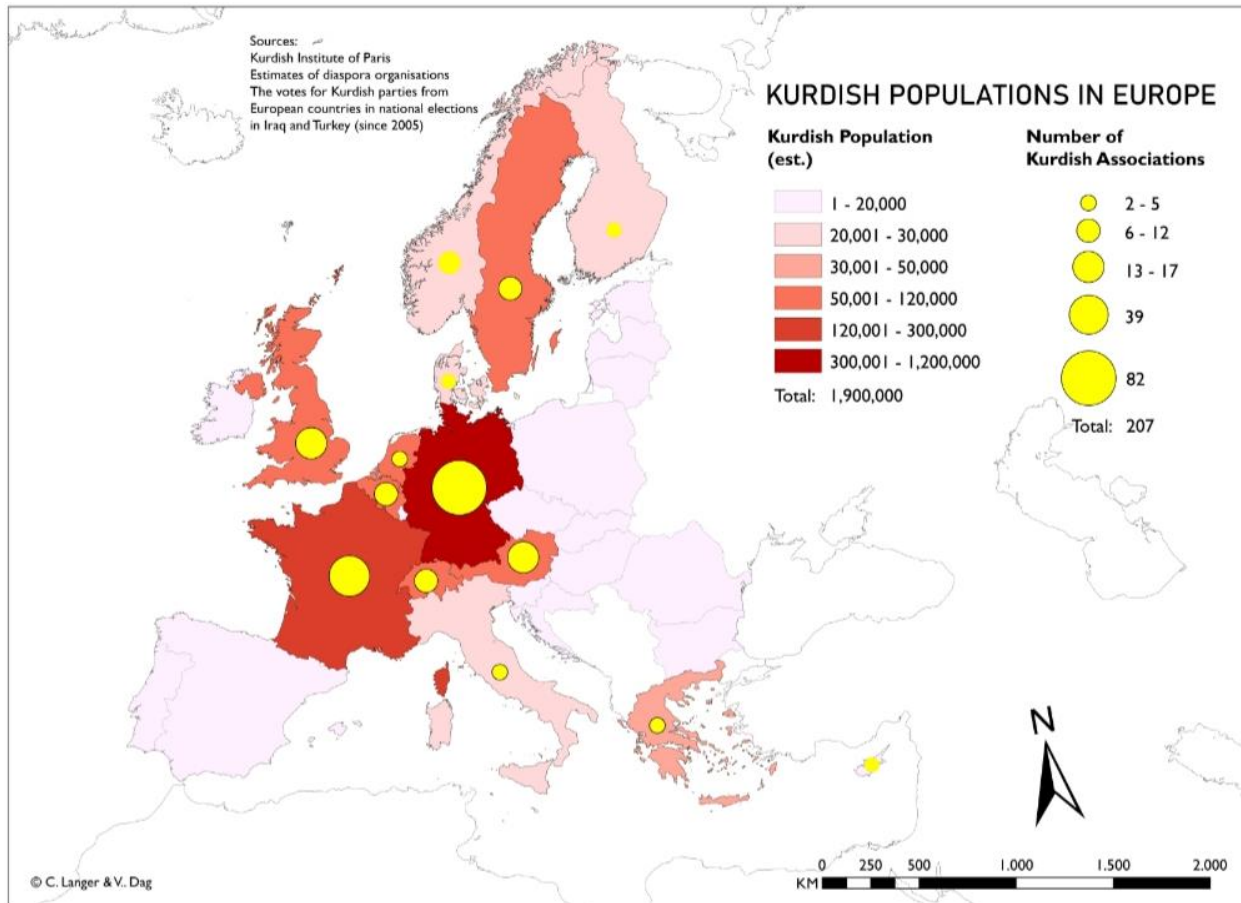 Sources:
Kurdish Institute of Paris
Estimates of diaspora organisations
The votes for Kurdish parties from
European countries in national elections
in Iraq and Turkey (since 2005)
KURDISH POPULATIONS IN EUROPE
Kurdish Population
(est.)
1 - 20,000
20,001 - 30,000
30,001 - 50,000
50,001 - 120,000
120,001 - 300,000
300,001 - 1,200,000
Total: 1,900,000
Number of
Kurdish Associations
2 - 5
6 - 12
13 - 17
39
82
Total: 207
N
0 250 500 1.000 1.500 2.000
KM
© C. Langer & V.. Dag